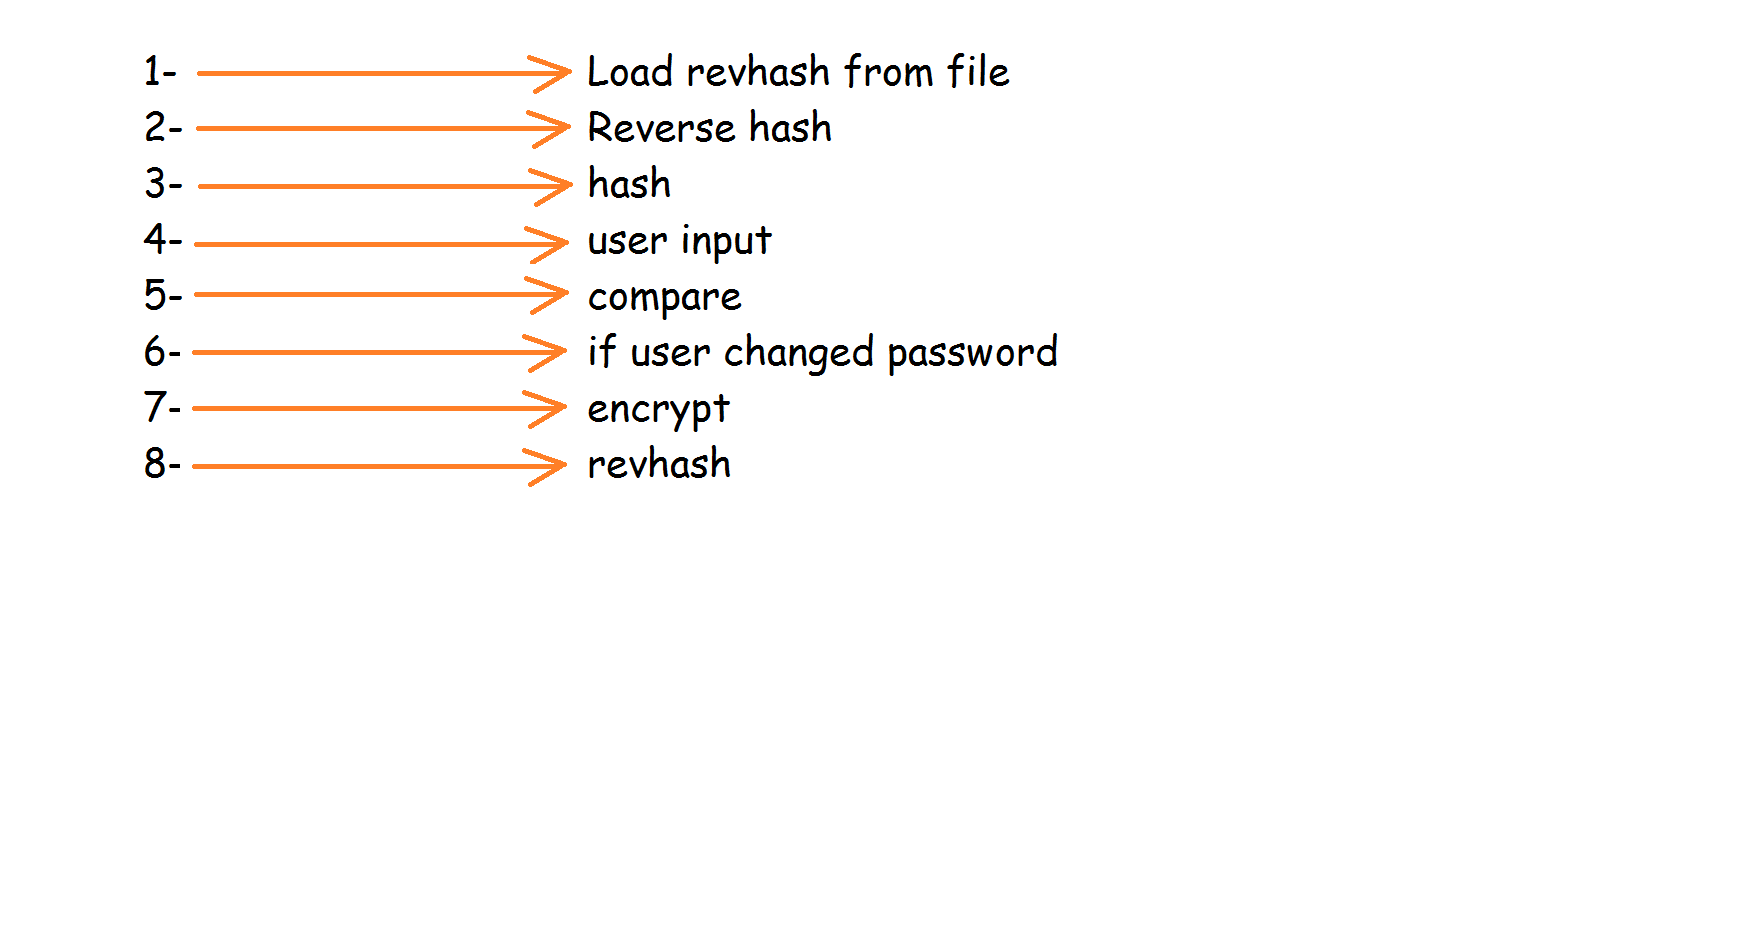 1- Load revhash from file
2- Reverse hash
3- hash
4- user input
5- compare
6- if user changed password
7- encrypt
8- revhash